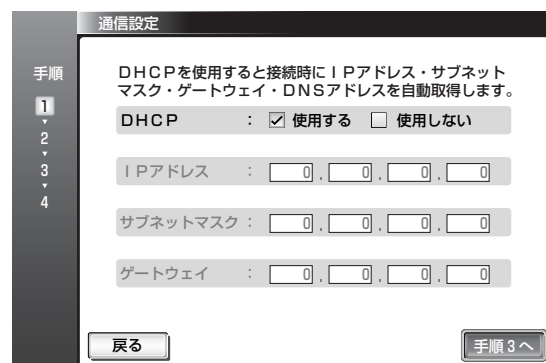 通信設定
手順
1
2
3
4
DHCPを使用すると接続時にIPアドレス・サブネット
マスク・ゲートウェイ・DNSアドレスを自動取得します。
DHCP : ☑ 使用する □ 使用しない
IPアドレス : 0 . 0 . 0 . 0
サブネットマスク : 0 . 0 . 0 . 0
ゲートウェイ : 0 . 0 . 0 . 0
戻る
手順3へ